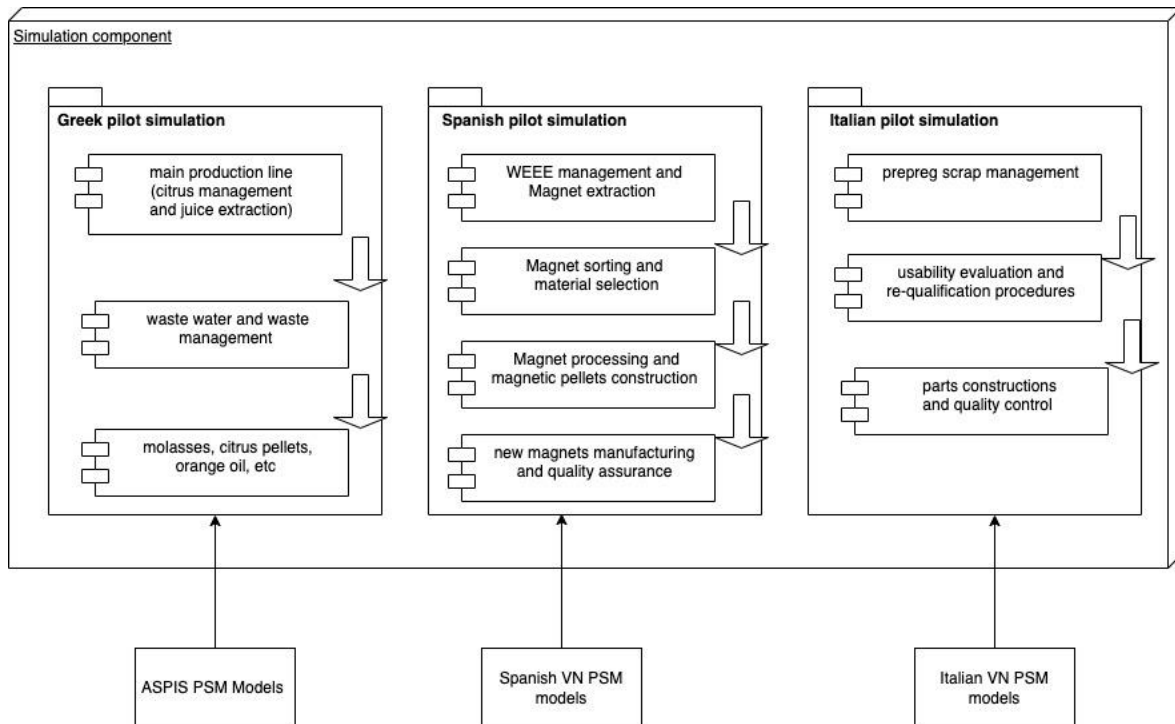 Simulation component
Greek pilot simulation
main production line
(citrus management
and juice extraction)
waste water and waste
management
molasses, citrus pellets,
orange oil, etc
Spanish pilot simulation
WEEE management and
Magnet extraction
Magnet sorting and
material selection
Magnet processing and
magnetic pellets construction
new magnets manufacturing
and quality assurance
Italian pilot simulation
prepreg scrap management
usability evaluation and
re-qualification procedures
parts constructions
and quality control
ASPIS PSM Models
Spanish VN PSM
models
Italian VN PSM
models